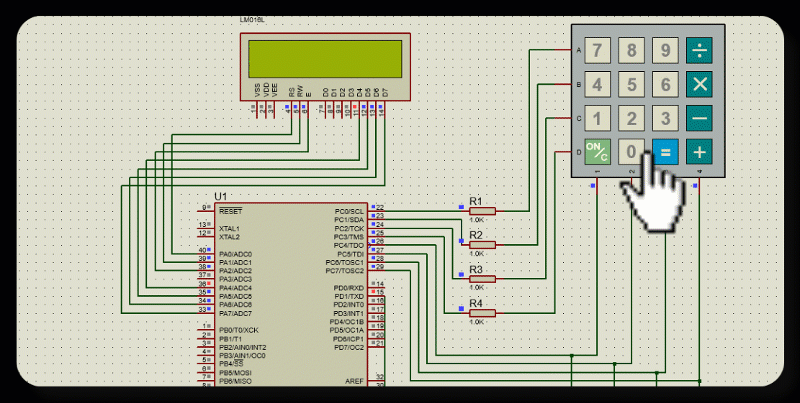 LM016L
VSS VDD VEE RS RW E D0 D1 D2 D3 D4 D5 D6 D7
1 2 3 4 5 6 7 8 9 10 11 12 13 14
A 7 8 9 ÷
B 4 5 6 ×
C 1 2 3 −
D ON/C 0 = +
1 2 4
U1
9 RESET
13 XTAL1
12 XTAL2
40 PA0/ADC0
39 PA1/ADC1
38 PA2/ADC2
37 PA3/ADC3
36 PA4/ADC4
35 PA5/ADC5
34 PA6/ADC6
33 PA7/ADC7
1 PB0/T0/XCK
2 PB1/T1
3 PB2/AIN0/INT2
4 PB3/AIN1/OC0
5 PB4/SS
6 PB5/MOSI
7 PB6/MISO
PC0/SCL 22
PC1/SDA 23
PC2/TCK 24
PC3/TMS 25
PC4/TDO 26
PC5/TDI 27
PC6/TOSC1 28
PC7/TOSC2 29
PD0/RXD 14
PD1/TXD 15
PD2/INT0 16
PD3/INT1 17
PD4/OC1B 18
PD5/OC1A 19
PD6/ICP1 20
PD7/OC2 21
AREF 32
30
R1
1.0K
R2
1.0K
R3
1.0K
R4
1.0K